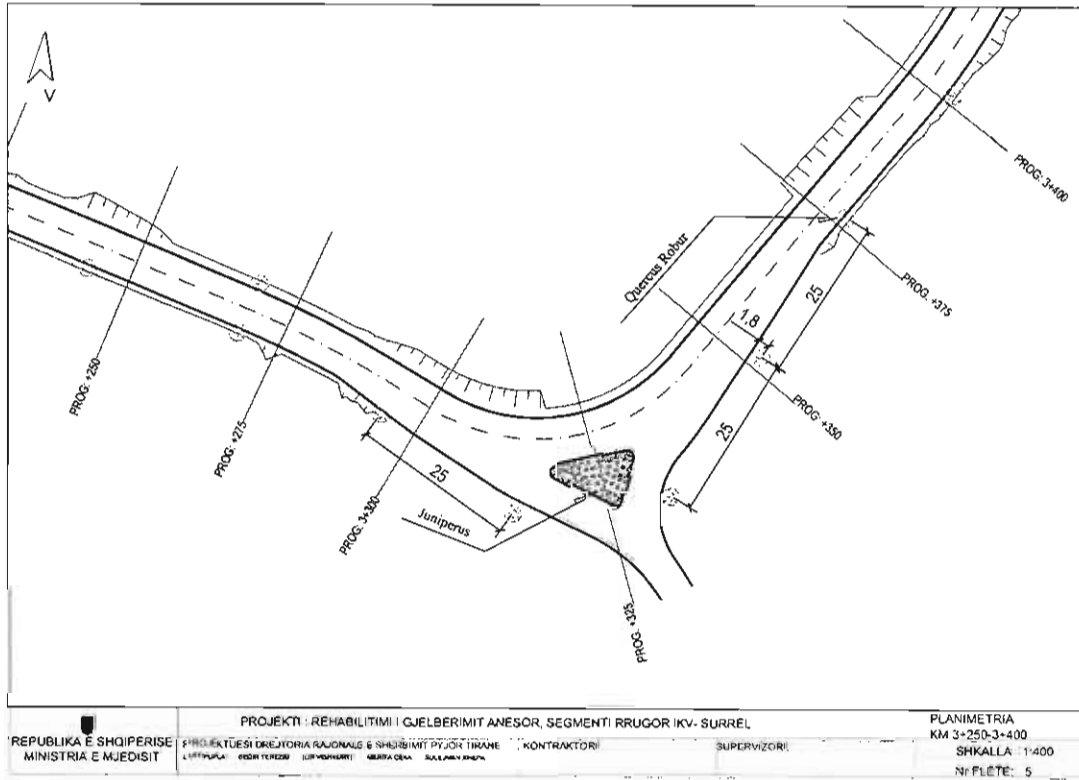 V
PROG: 3+400
Quercus Robur
PROG: +375
25
1,8
PROG: +250
PROG: +275
PROG: +350
25
25
PROG: 3+300
Juniperus
PROG: +325
REPUBLIKA E SHQIPERISE
MINISTRIA E MJEDISIT
PROJEKTI : REHABILITIMI I GJELBERIMIT ANESOR, SEGMENTI RRUGOR IKV- SURREL
PROJEKTUESI DREJTORIA RAJONALE E SHERBIMIT PYJOR TIRANE
KONTRAKTORI
SUPERVIZORI
PLANIMETRIA
KM 3+250-3+400
SHKALLA 1:400
Nr FLETE: 5